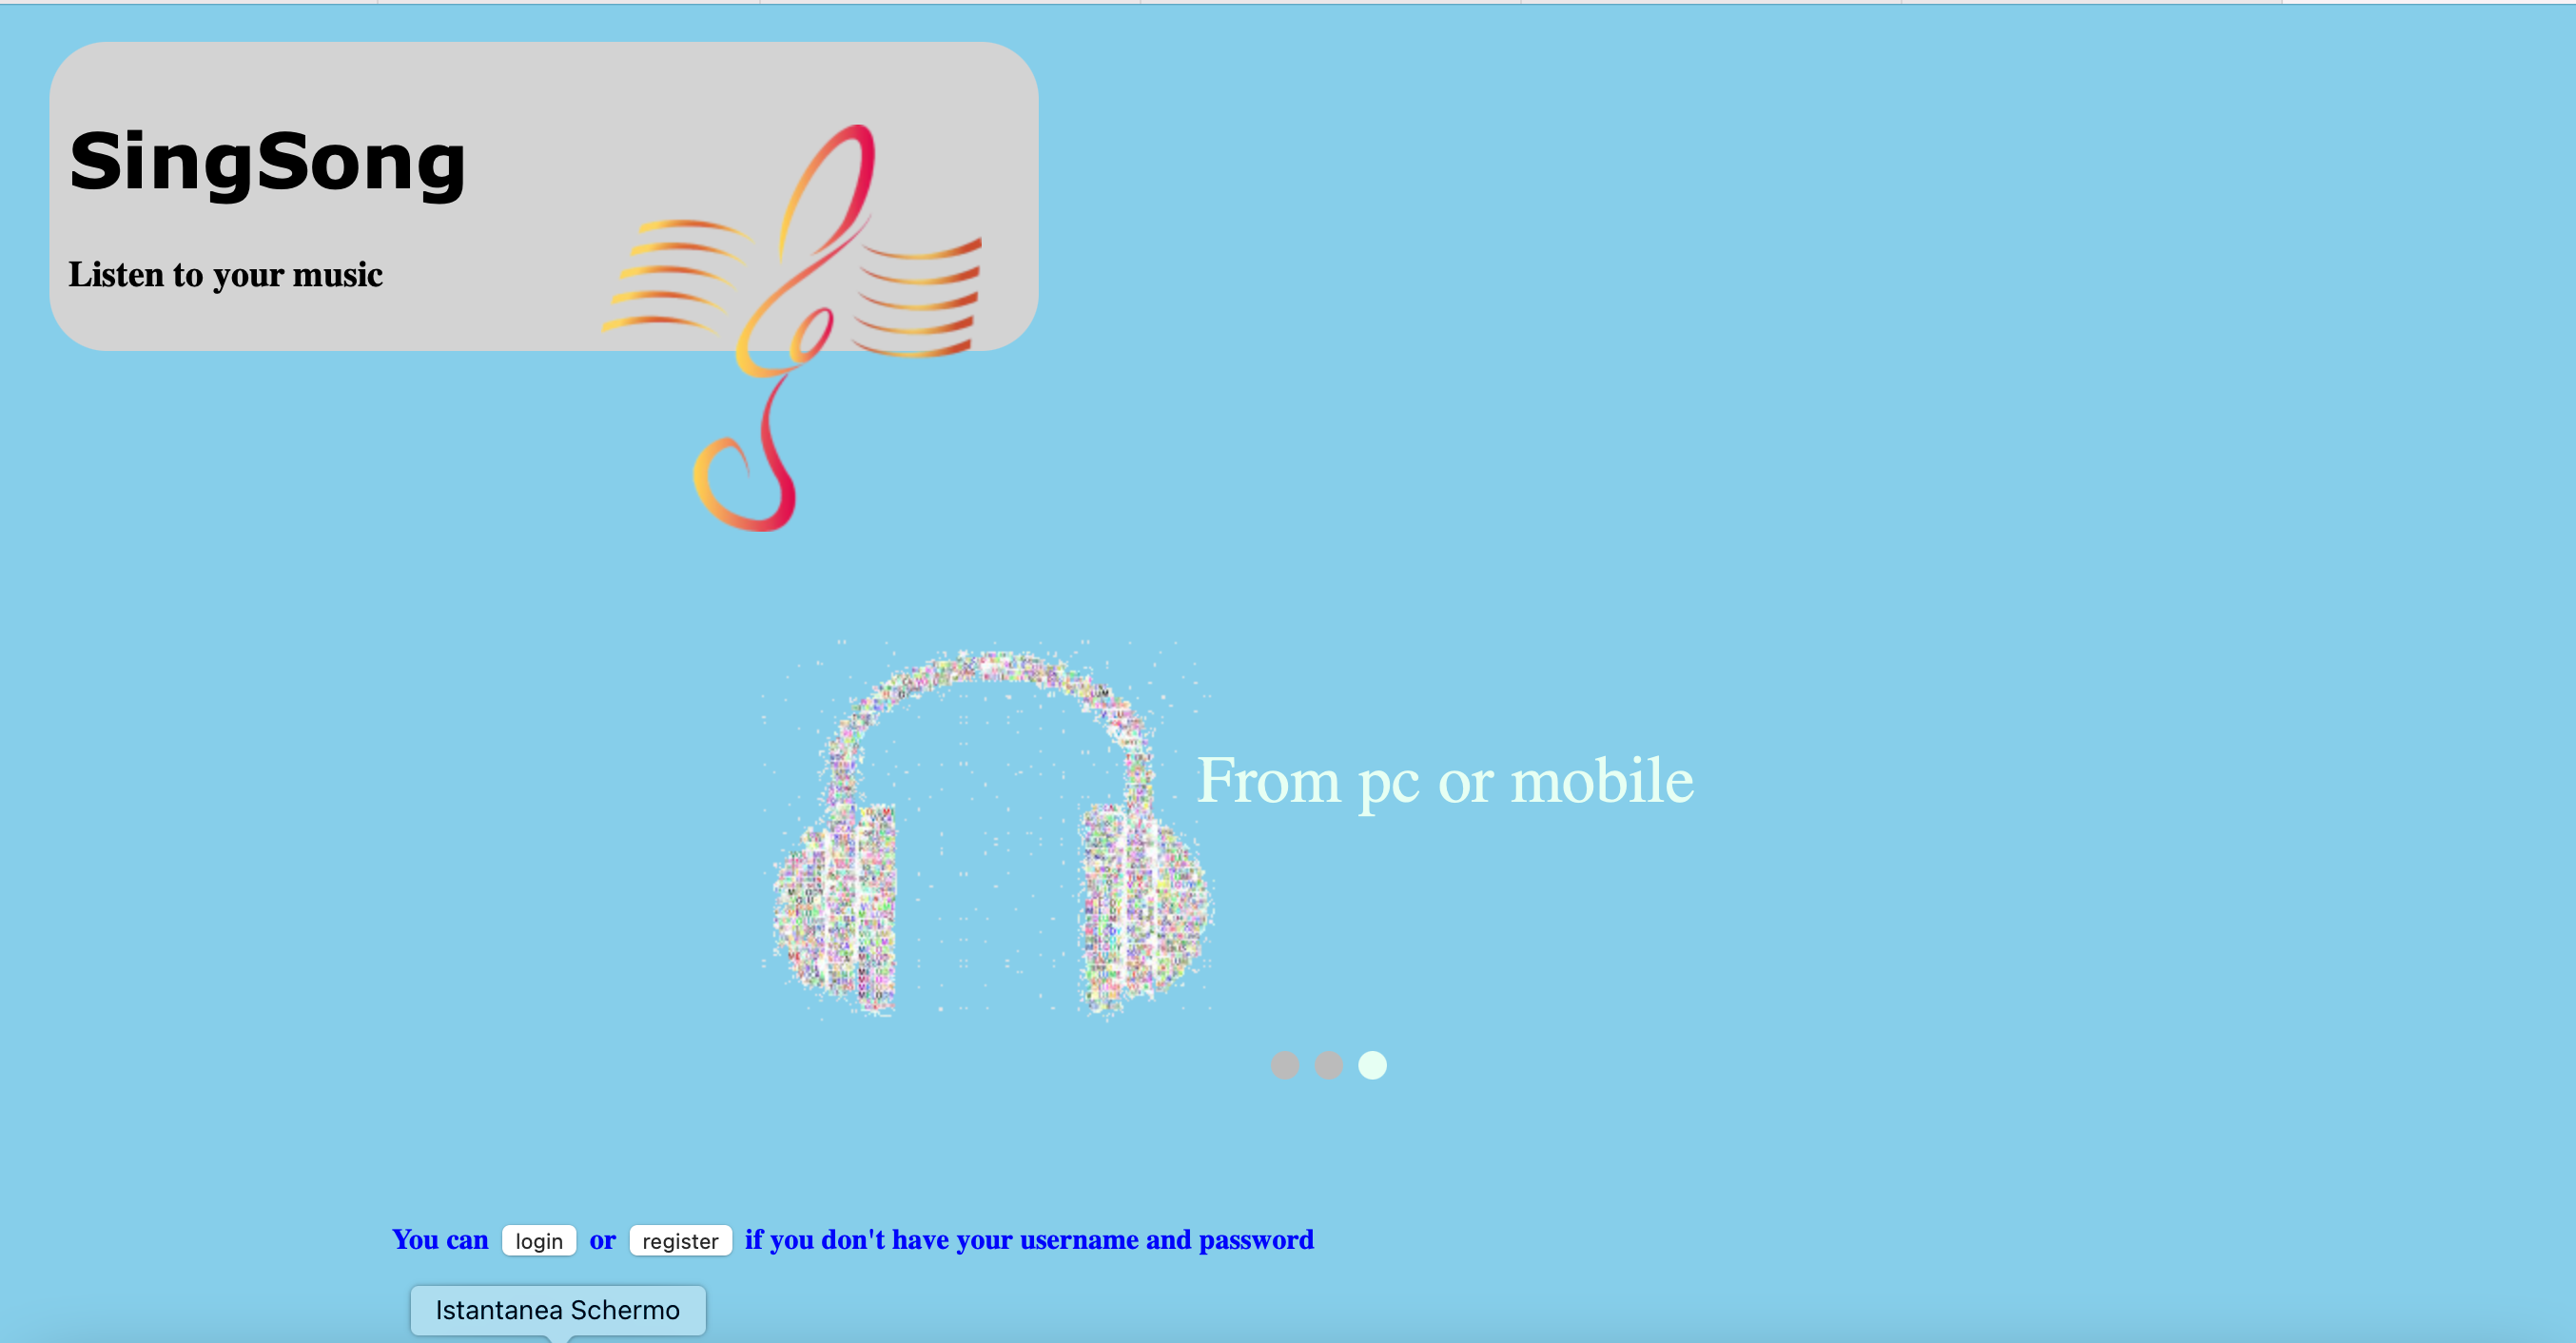 SingSong
Listen to your music
From pc or mobile
You can login or register if you don't have your username and password
Istantanea Schermo